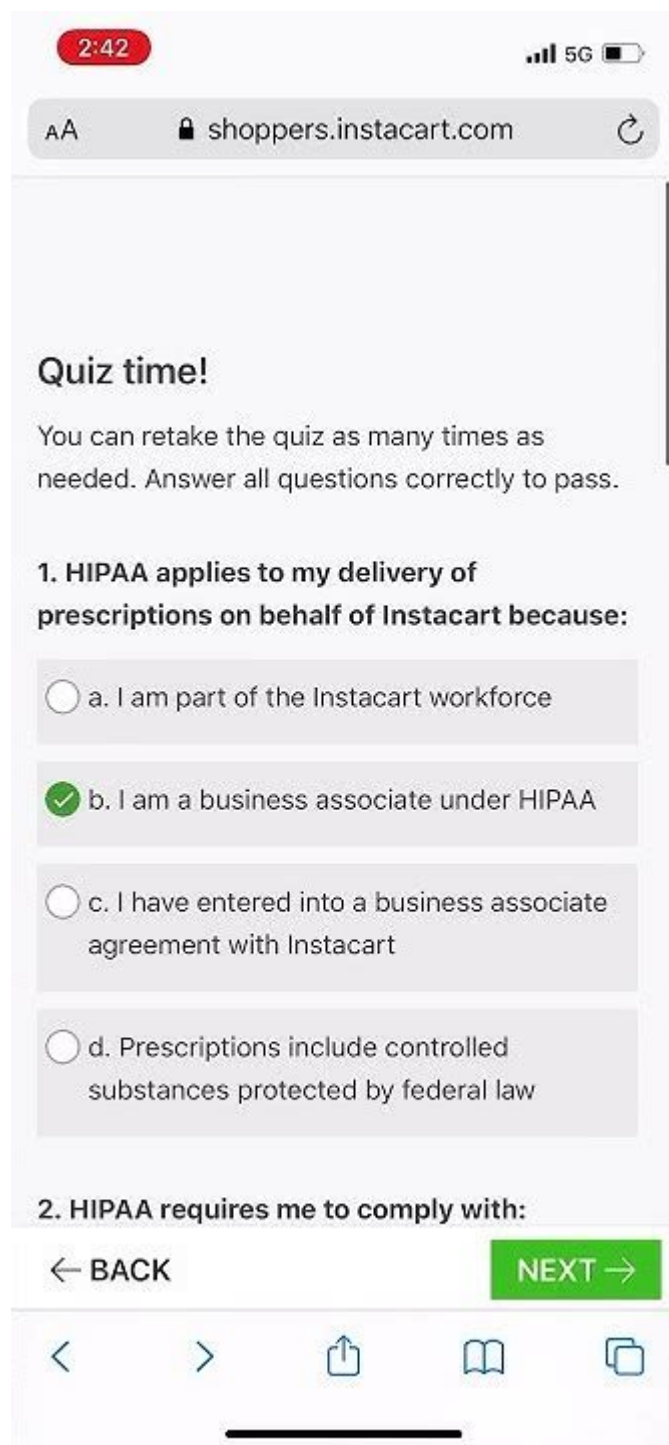 2:42
5G
AA shoppers.instacart.com
Quiz time!
You can retake the quiz as many times as
needed. Answer all questions correctly to pass.
1. HIPAA applies to my delivery of
prescriptions on behalf of Instacart because:
a. I am part of the Instacart workforce
b. I am a business associate under HIPAA
c. I have entered into a business associate
agreement with Instacart
d. Prescriptions include controlled
substances protected by federal law
2. HIPAA requires me to comply with:
← BACK
NEXT →